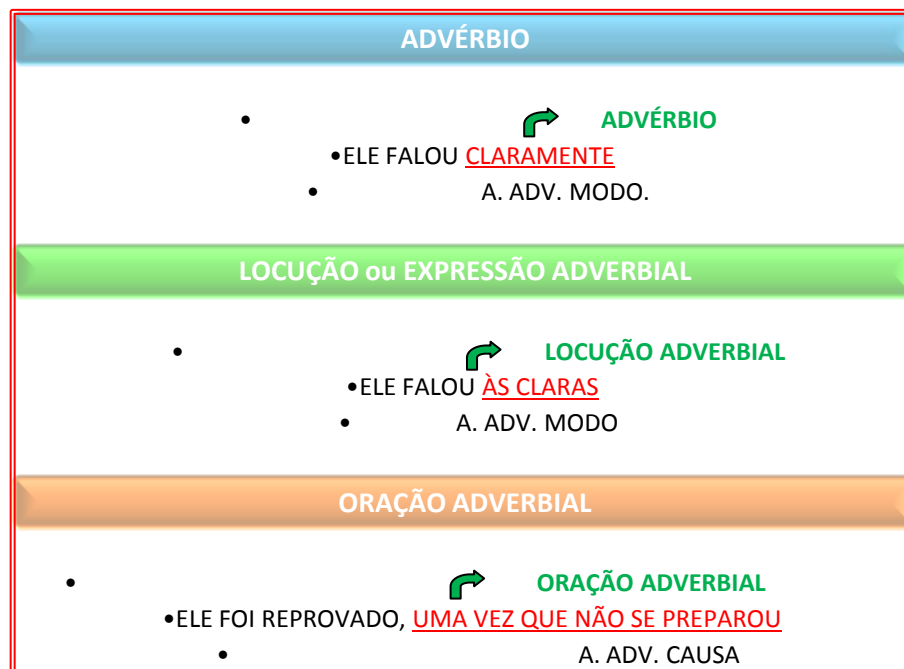 ADVÉRBIO
• ADVÉRBIO
•ELE FALOU CLARAMENTE
• A. ADV. MODO.
LOCUÇÃO ou EXPRESSÃO ADVERBIAL
• LOCUÇÃO ADVERBIAL
•ELE FALOU ÀS CLARAS
• A. ADV. MODO
ORAÇÃO ADVERBIAL
• ORAÇÃO ADVERBIAL
•ELE FOI REPROVADO, UMA VEZ QUE NÃO SE PREPAROU
• A. ADV. CAUSA